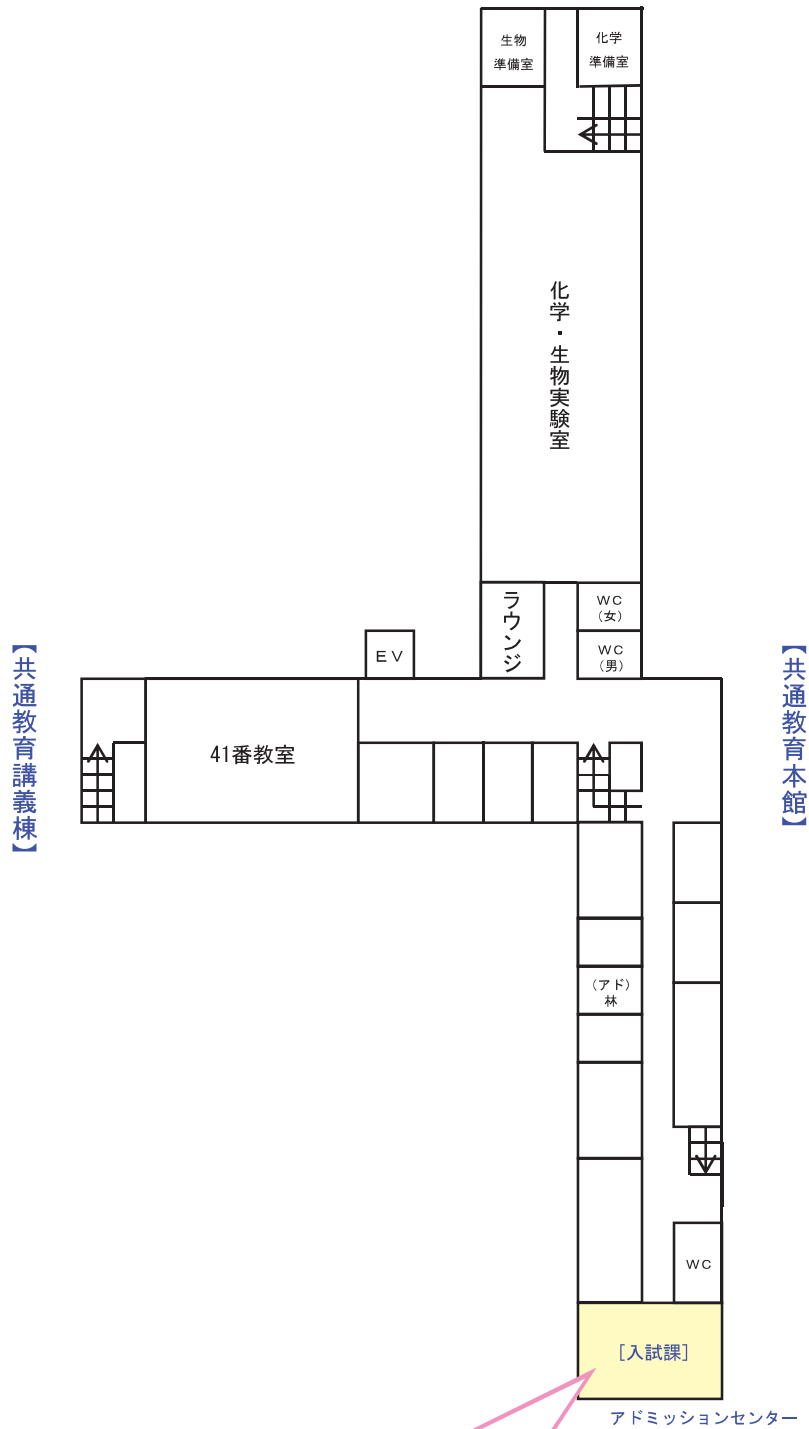 生物
準備室
化学
準備室
化学・生物実験室
ラウンジ
WC
(女)
WC
(男)
EV
41番教室
【共通教育講義棟】
【共通教育本館】
(アド)
林
WC
[入試課]
アドミッションセンター